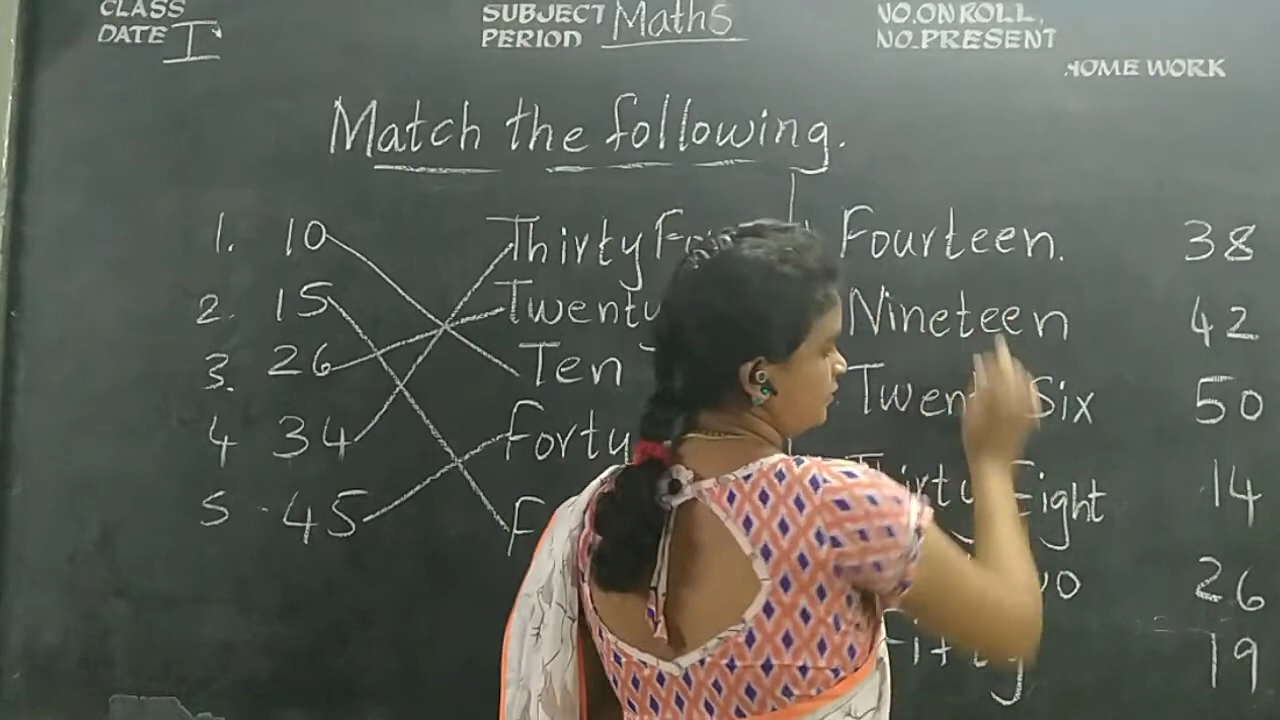 CLASS I
DATE
SUBJECT Maths
PERIOD
NO.ON ROLL.
NO.PRESENT
HOME WORK
Match the following.
1. 10 Thirty
2. 15 Twenty
3. 26 Ten
4 34 forty
5 45
Fourteen. 38
Nineteen 42
Six 50
Eight 14
26
19